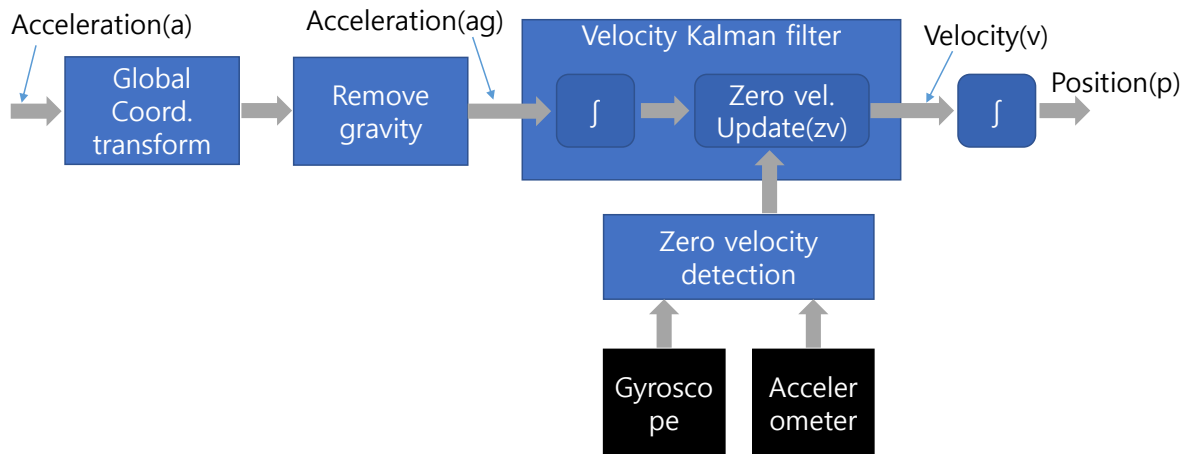 Acceleration(a)
Acceleration(ag)
Velocity Kalman filter
Velocity(v)
Position(p)
Global
Coord.
transform
Remove
gravity
∫
Zero vel.
Update(zv)
∫
Zero velocity
detection
Gyrosco
pe
Acceler
ometer